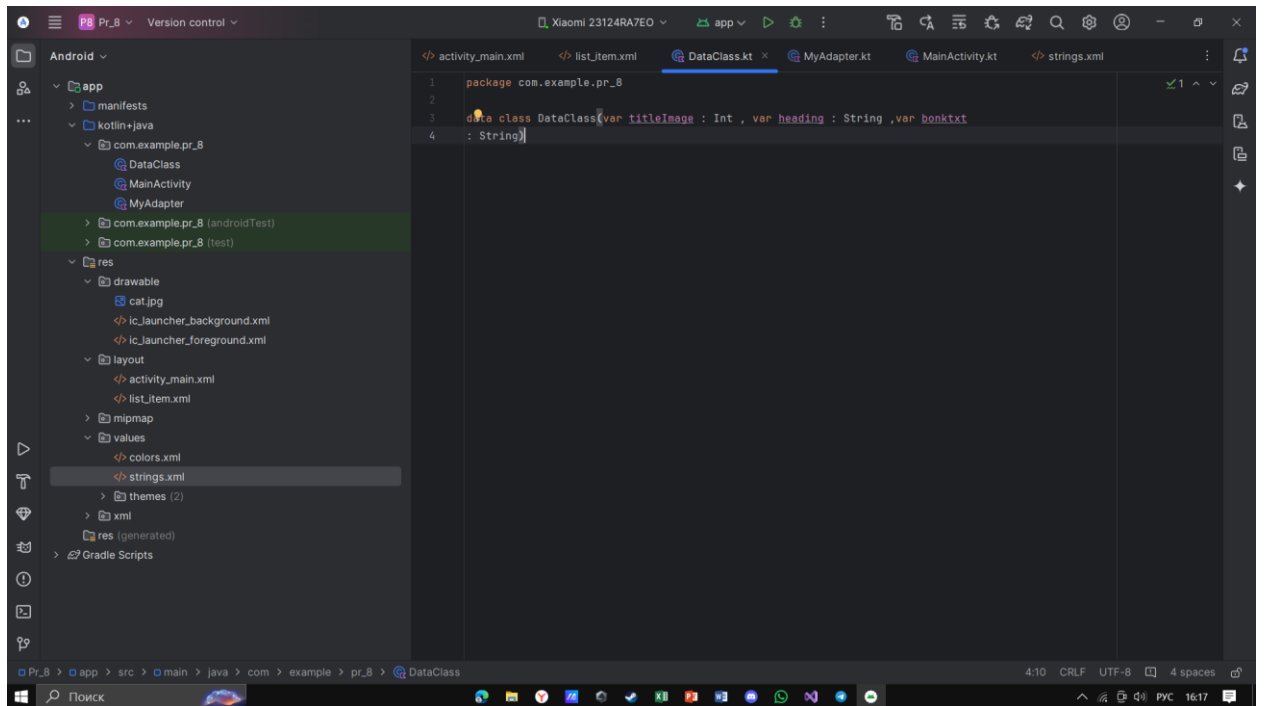 P8 Pr_8 Version control Xiaomi 23124RA7EO app
Android
activity_main.xml list_item.xml DataClass.kt MyAdapter.kt MainActivity.kt strings.xml
app
manifests
kotlin+java
com.example.pr_8
DataClass
MainActivity
MyAdapter
com.example.pr_8 (androidTest)
com.example.pr_8 (test)
res
drawable
cat.jpg
ic_launcher_background.xml
ic_launcher_foreground.xml
layout
activity_main.xml
list_item.xml
mipmap
values
colors.xml
strings.xml
themes (2)
xml
res (generated)
Gradle Scripts
1 package com.example.pr_8
2
3 data class DataClass(var titleImage : Int , var heading : String ,var bonktxt
4 : String)
1
Pr_8 > app > src > main > java > com > example > pr_8 > DataClass
4:10 CRLF UTF-8 4 spaces
Поиск
РУС 16:17